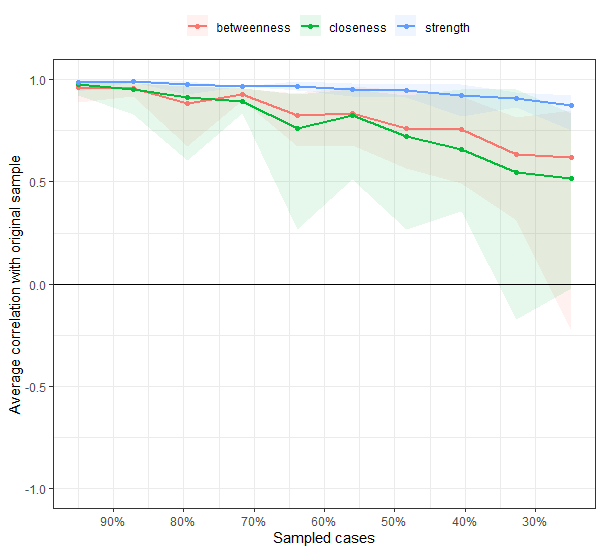 betweenness closeness strength
Average correlation with original sample
1.0
0.5
0.0
-0.5
-1.0
90% 80% 70% 60% 50% 40% 30%
Sampled cases